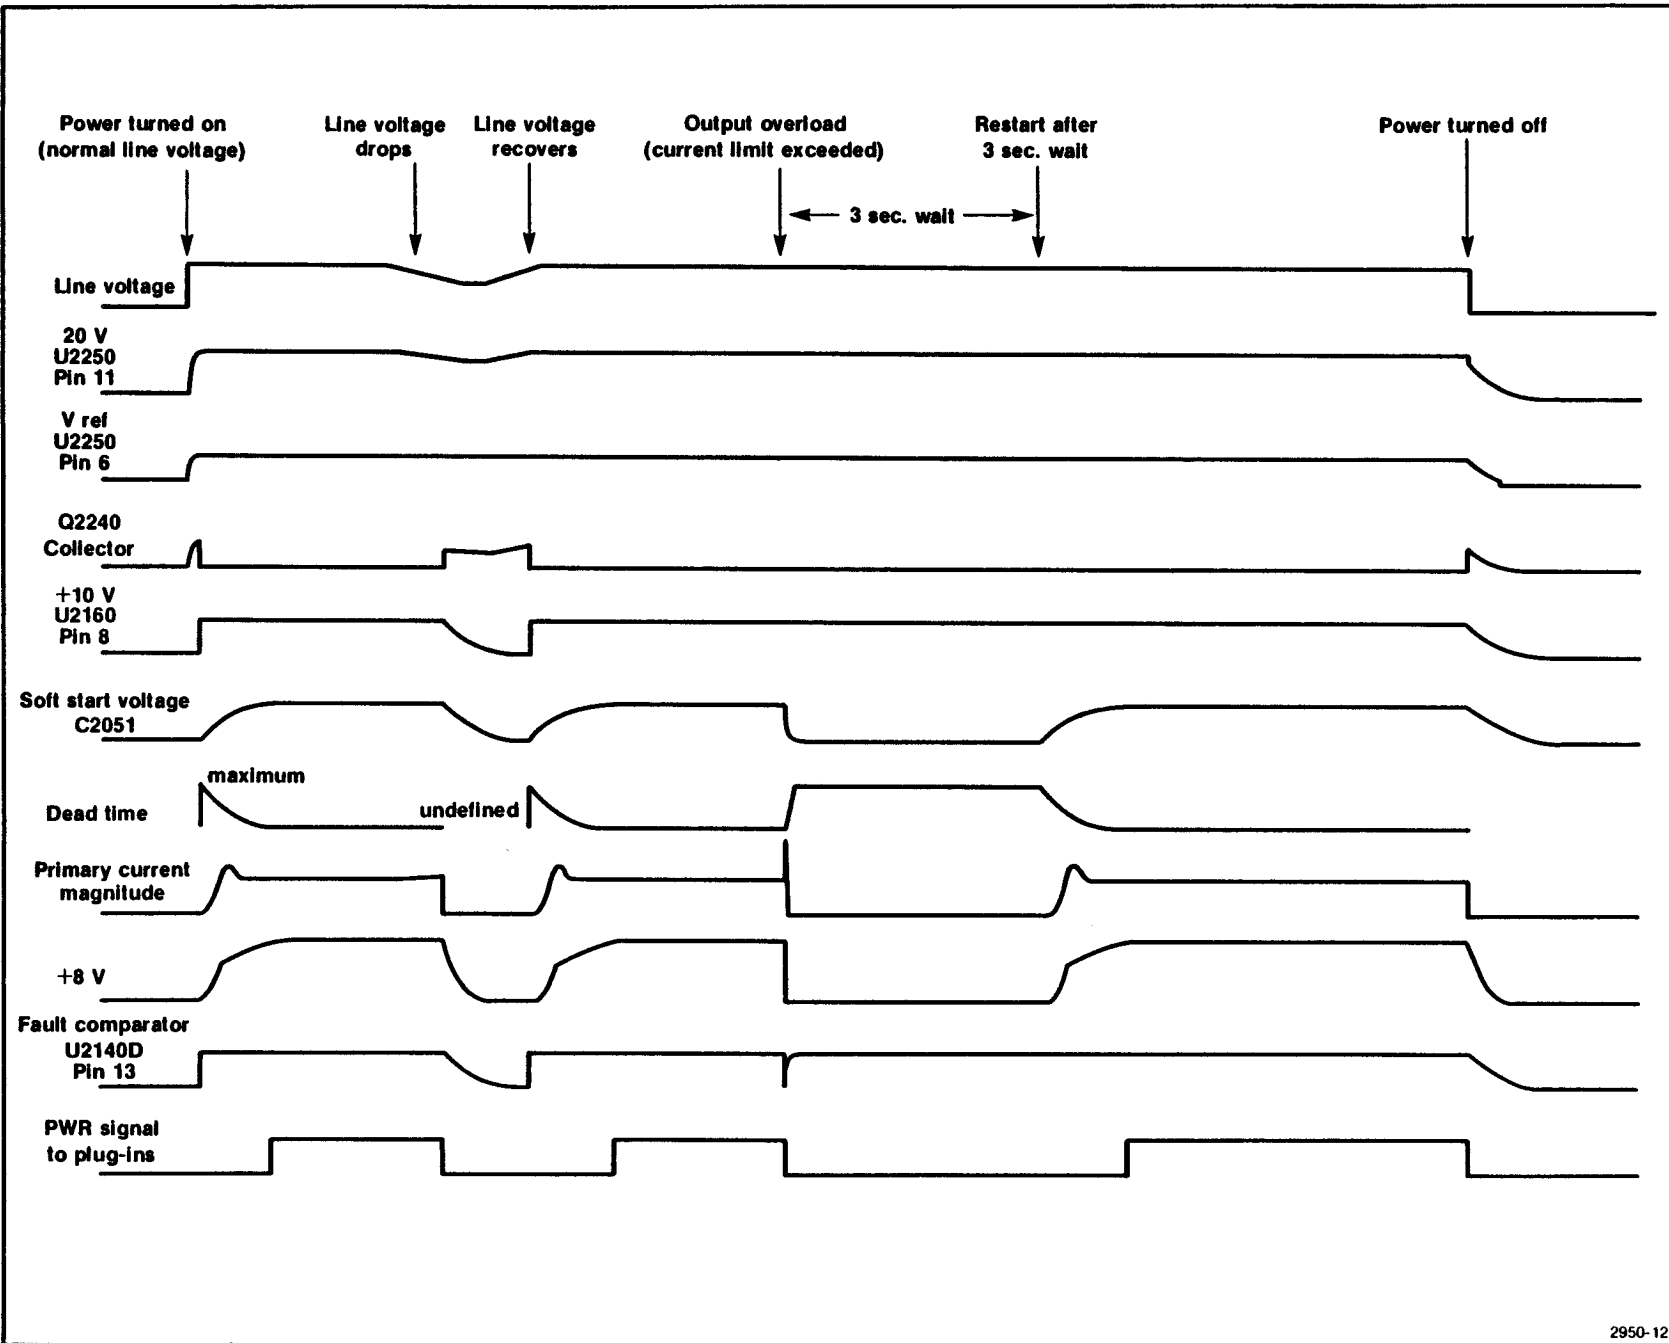 Power turned on
(normal line voltage)
Line voltage
drops
Line voltage
recovers
Output overload
(current limit exceeded)
Restart after
3 sec. wait
Power turned off
3 sec. wait
Line voltage
20 V
U2250
Pin 11
V ref
U2250
Pin 6
Q2240
Collector
+10 V
U2160
Pin 8
Soft start voltage
C2051
maximum
Dead time
undefined
Primary current
magnitude
+8 V
Fault comparator
U2140D
Pin 13
PWR signal
to plug-ins
2950-12